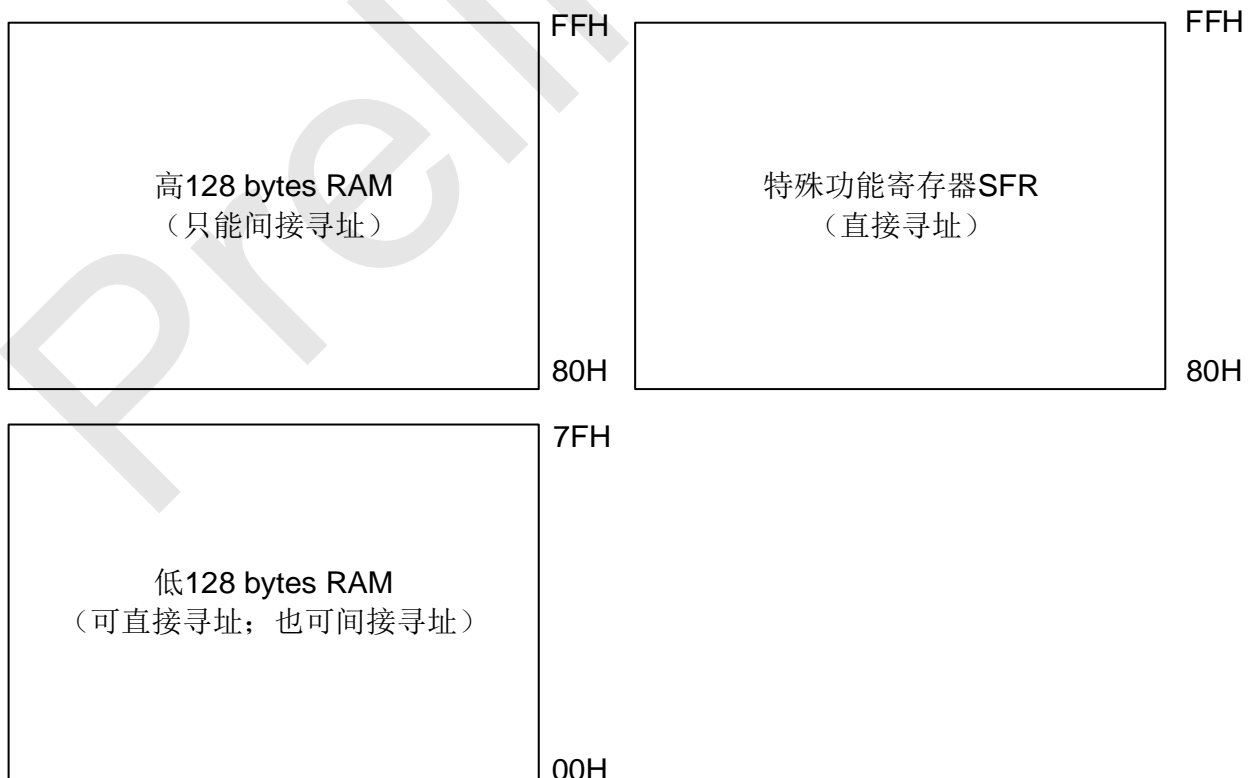 FFH
高128 bytes RAM
（只能间接寻址）
80H
FFH
特殊功能寄存器SFR
（直接寻址）
80H
7FH
低128 bytes RAM
（可直接寻址；也可间接寻址）
00H
Preli